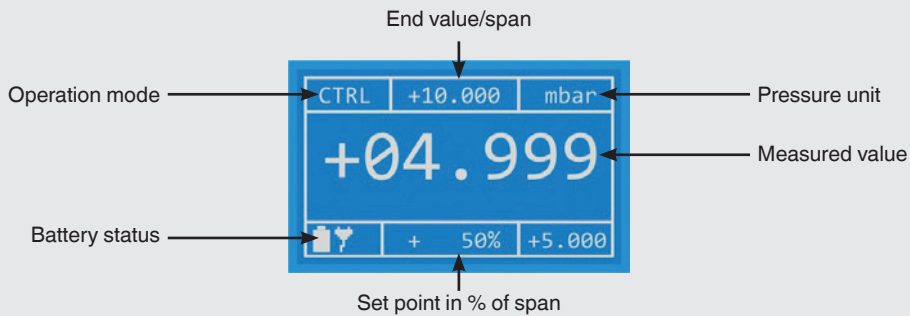 End value/span
Operation mode
CTRL
+10.000
mbar
Pressure unit
+04.999
Measured value
Battery status
+ 50%
+5.000
Set point in % of span